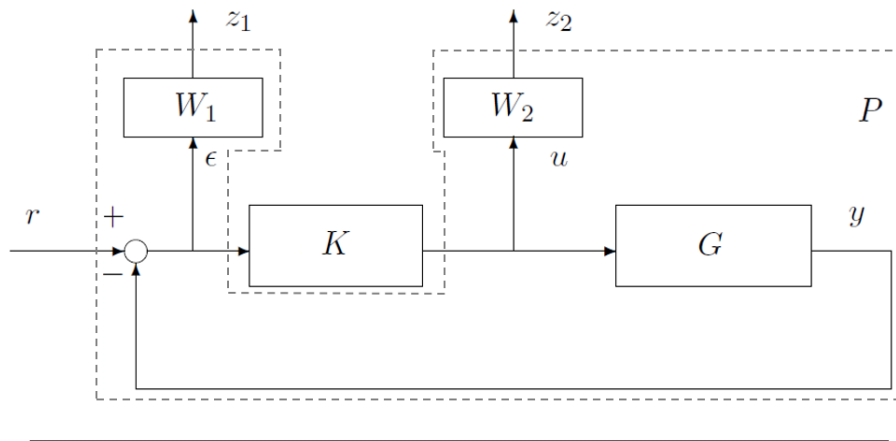 z₁ z₂
W₁ W₂ P
ϵ u
r + K G y
−